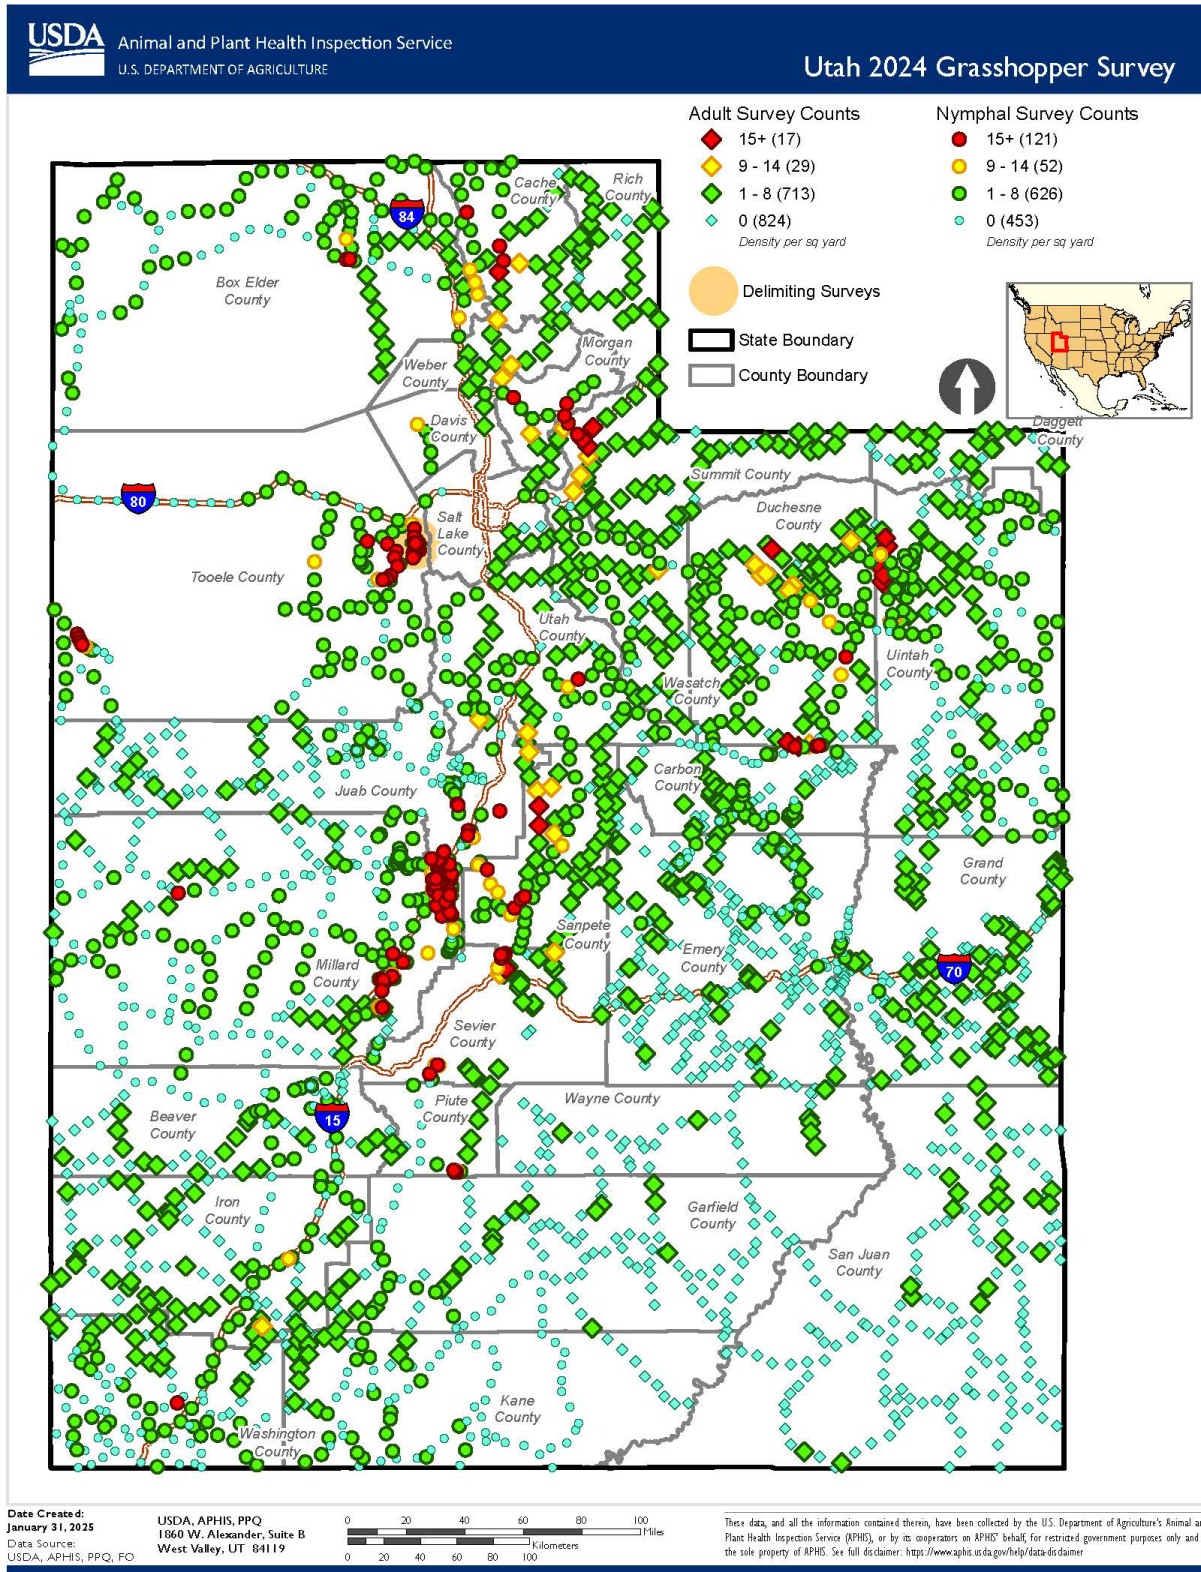 USDA
Animal and Plant Health Inspection Service
U.S. DEPARTMENT OF AGRICULTURE
Utah 2024 Grasshopper Survey
Adult Survey Counts
15+ (17)
9 - 14 (29)
1 - 8 (713)
0 (824)
Density per sq yard
Nymphal Survey Counts
15+ (121)
9 - 14 (52)
1 - 8 (626)
0 (453)
Density per sq yard
Delimiting Surveys
State Boundary
County Boundary
Cache
County
Rich
County
84
Box Elder
County
Morgan
County
Weber
County
Davis
County
Daggett
County
Summit County
80
Duchesne
County
Salt
Lake
County
Tooele County
Utah
County
Uintah
County
Wasatch
County
Carbon
County
Juab County
Grand
County
Sanpete
County
Emery
County
Millard
County
70
Sevier
County
Piute
County
Wayne County
Beaver
County
15
Iron
County
Garfield
County
San Juan
County
Kane
County
Washington
County
Date Created:
January 31, 2025
Data Source:
USDA, APHIS, PPQ, FO
USDA, APHIS, PPQ
1860 W. Alexander, Suite B
West Valley, UT 84119
0 20 40 60 80 100
Miles
Kilometers
0 20 40 60 80 100
These data, and all the information contained therein, have been collected by the U.S. Department of Agriculture's Animal an
Plant Health Inspection Service (APHIS), or by its cooperators on APHIS' behalf, for restricted government purposes only and
the sole property of APHIS. See full disclaimer: https://www.aphis.usda.gov/help/data-disclaimer